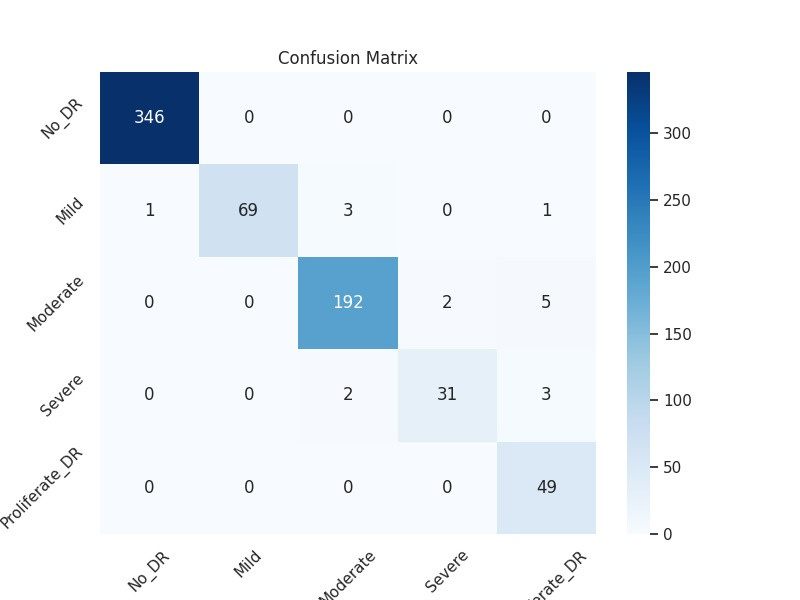 Confusion Matrix
No_DR 346 0 0 0 0
Mild 1 69 3 0 1
Moderate 0 0 192 2 5
Severe 0 0 2 31 3
Proliferate_DR 0 0 0 0 49
No_DR Mild Moderate Severe erate_DR
300
250
200
150
100
50
0